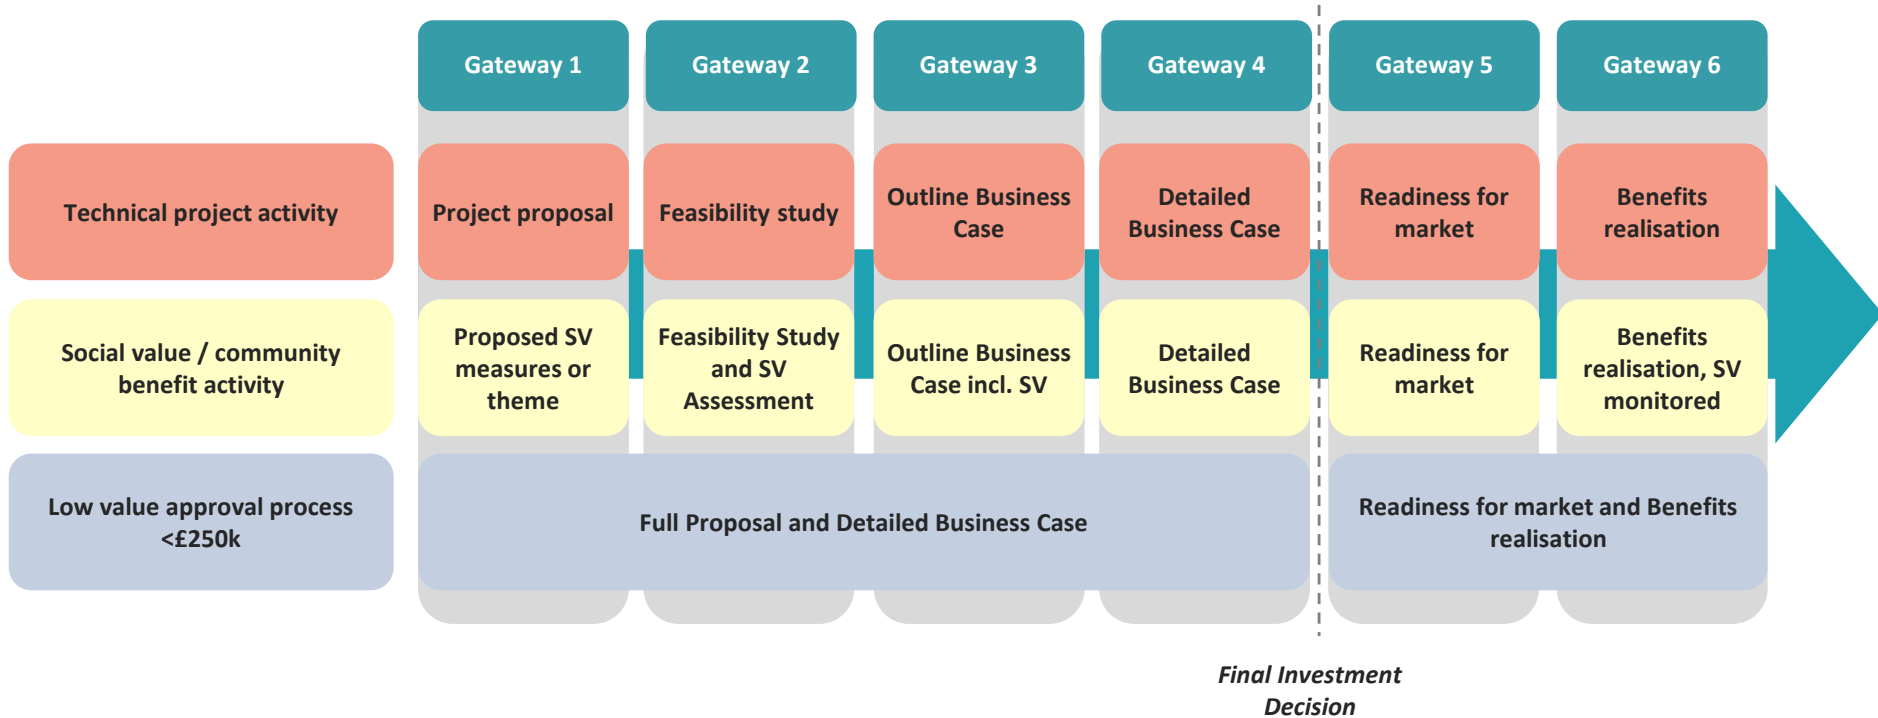 Gateway 1
Gateway 2
Gateway 3
Gateway 4
Gateway 5
Gateway 6
Technical project activity
Project proposal
Feasibility study
Outline Business
Case
Detailed
Business Case
Readiness for
market
Benefits
realisation
Social value / community
benefit activity
Proposed SV
measures or
theme
Feasibility Study
and SV
Assessment
Outline Business
Case incl. SV
Detailed
Business Case
Readiness for
market
Benefits
realisation, SV
monitored
Low value approval process
<£250k
Full Proposal and Detailed Business Case
Readiness for market and Benefits
realisation
Final Investment
Decision